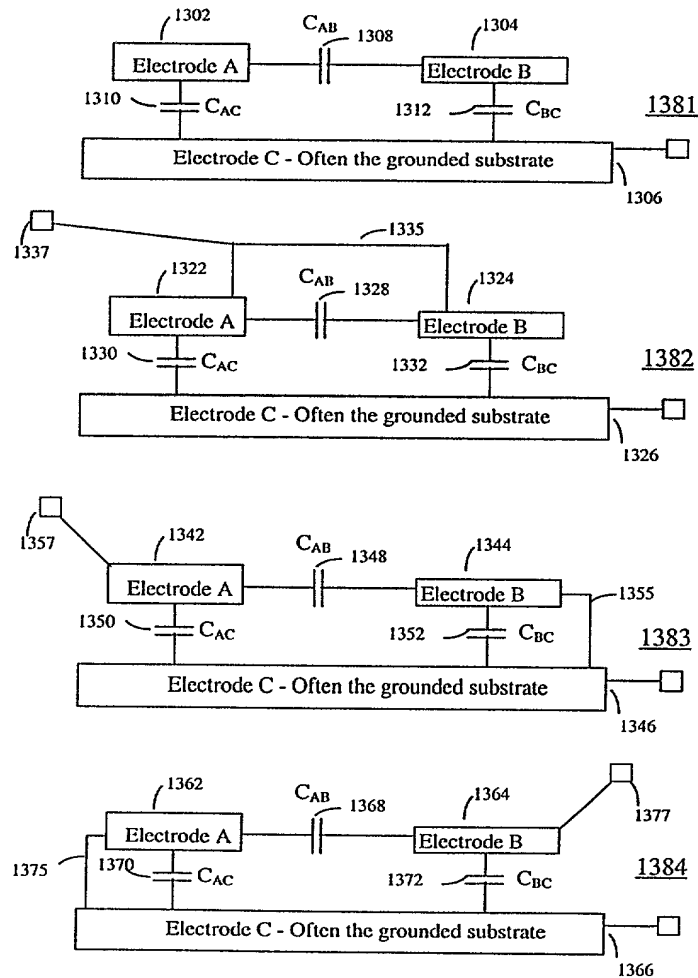 1302
CAB
1308
1304
Electrode A
Electrode B
1310
CAC
1312
CBC
1381
Electrode C - Often the grounded substrate
1306
1337
1335
1322
CAB
1328
1324
Electrode A
Electrode B
1330
CAC
1332
CBC
1382
Electrode C - Often the grounded substrate
1326
1357
1342
CAB
1348
1344
Electrode A
Electrode B
1355
1350
CAC
1352
CBC
1383
Electrode C - Often the grounded substrate
1346
1362
CAB
1368
1364
1377
Electrode A
Electrode B
1375
1370
CAC
1372
CBC
1384
Electrode C - Often the grounded substrate
1366